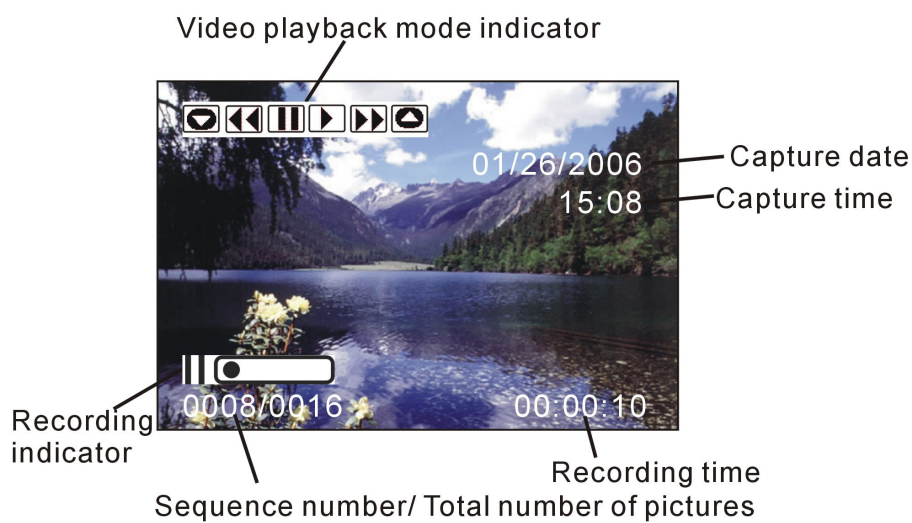 Video playback mode indicator
01/26/2006
Capture date
15:08
Capture time
0008/0016
00:00:10
Recording
indicator
Recording time
Sequence number/ Total number of pictures